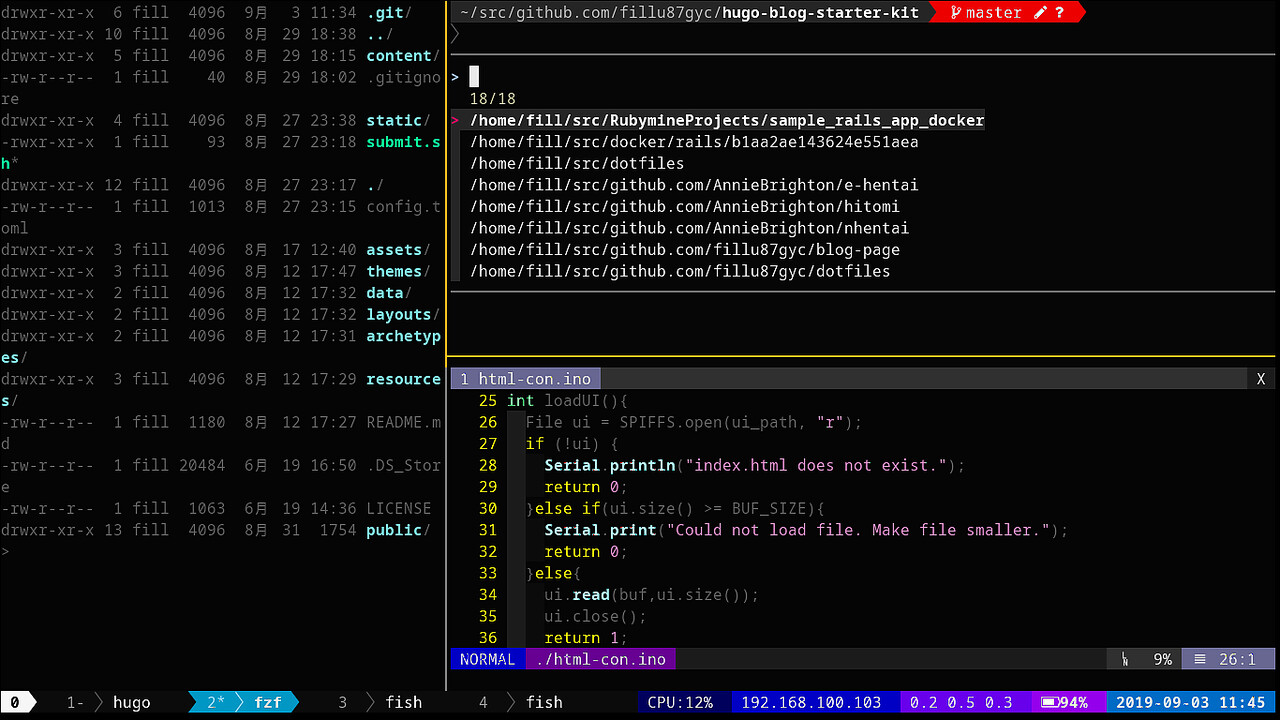 drwxr-xr-x 6 fill 4096 9月 3 11:34 .git/
drwxr-xr-x 10 fill 4096 8月 29 18:38 ../
drwxr-xr-x 5 fill 4096 8月 29 18:15 content/
-rw-r--r-- 1 fill 40 8月 29 18:02 .gitigno
re
drwxr-xr-x 4 fill 4096 8月 27 23:38 static/
-rwxr-xr-x 1 fill 93 8月 27 23:18 submit.s
h*
drwxr-xr-x 12 fill 4096 8月 27 23:17 ./
-rw-r--r-- 1 fill 1013 8月 27 23:15 config.t
oml
drwxr-xr-x 3 fill 4096 8月 17 12:40 assets/
drwxr-xr-x 3 fill 4096 8月 12 17:47 themes/
drwxr-xr-x 2 fill 4096 8月 12 17:32 data/
drwxr-xr-x 2 fill 4096 8月 12 17:32 layouts/
drwxr-xr-x 2 fill 4096 8月 12 17:31 archetyp
es/
drwxr-xr-x 3 fill 4096 8月 12 17:29 resource
s/
-rw-r--r-- 1 fill 1180 8月 12 17:27 README.m
d
-rw-r--r-- 1 fill 20484 6月 19 16:50 .DS_Stor
e
-rw-r--r-- 1 fill 1063 6月 19 14:36 LICENSE
drwxr-xr-x 13 fill 4096 8月 31 1754 public/
>
~/src/github.com/fillu87gyc/hugo-blog-starter-kit master ?
>
18/18
> /home/fill/src/RubymineProjects/sample_rails_app_docker
/home/fill/src/docker/rails/b1aa2ae143624e551aea
/home/fill/src/dotfiles
/home/fill/src/github.com/AnnieBrighton/e-hentai
/home/fill/src/github.com/AnnieBrighton/hitomi
/home/fill/src/github.com/AnnieBrighton/nhentai
/home/fill/src/github.com/fillu87gyc/blog-page
/home/fill/src/github.com/fillu87gyc/dotfiles
1 html-con.ino X
25 int loadUI(){
26 File ui = SPIFFS.open(ui_path, "r");
27 if (!ui) {
28 Serial.println("index.html does not exist.");
29 return 0;
30 }else if(ui.size() >= BUF_SIZE){
31 Serial.print("Could not load file. Make file smaller.");
32 return 0;
33 }else{
34 ui.read(buf,ui.size());
35 ui.close();
36 return 1;
NORMAL ./html-con.ino 9% ≡ 26:1
0 1- hugo 2* fzf 3 fish 4 fish CPU:12% 192.168.100.103 0.2 0.5 0.3 94% 2019-09-03 11:45